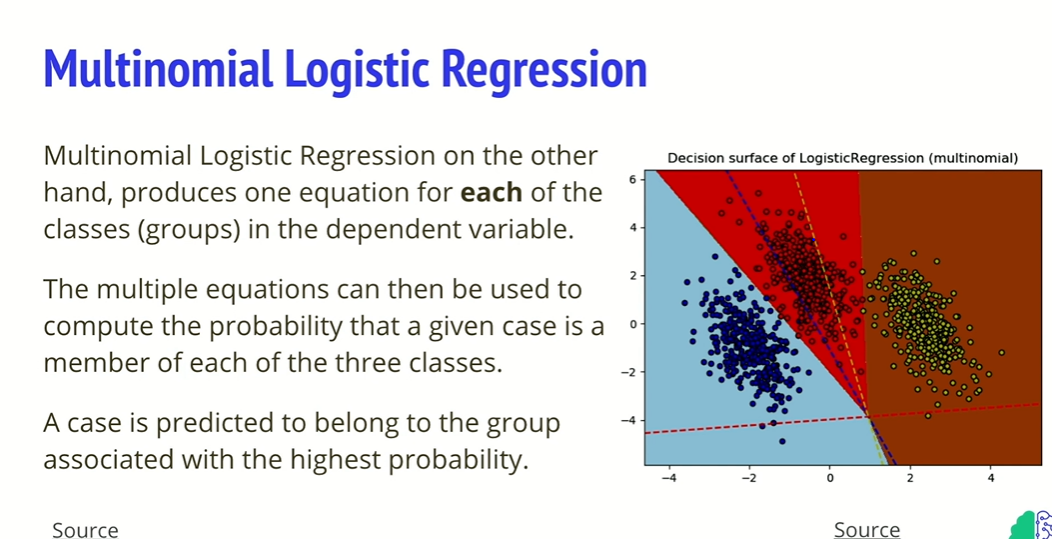 Multinomial Logistic Regression
Multinomial Logistic Regression on the other
hand, produces one equation for each of the
classes (groups) in the dependent variable.
The multiple equations can then be used to
compute the probability that a given case is a
member of each of the three classes.
A case is predicted to belong to the group
associated with the highest probability.
Source
Decision surface of LogisticRegression (multinomial)
6
4
2
0
−2
−4
−4 −2 0 2 4
Source